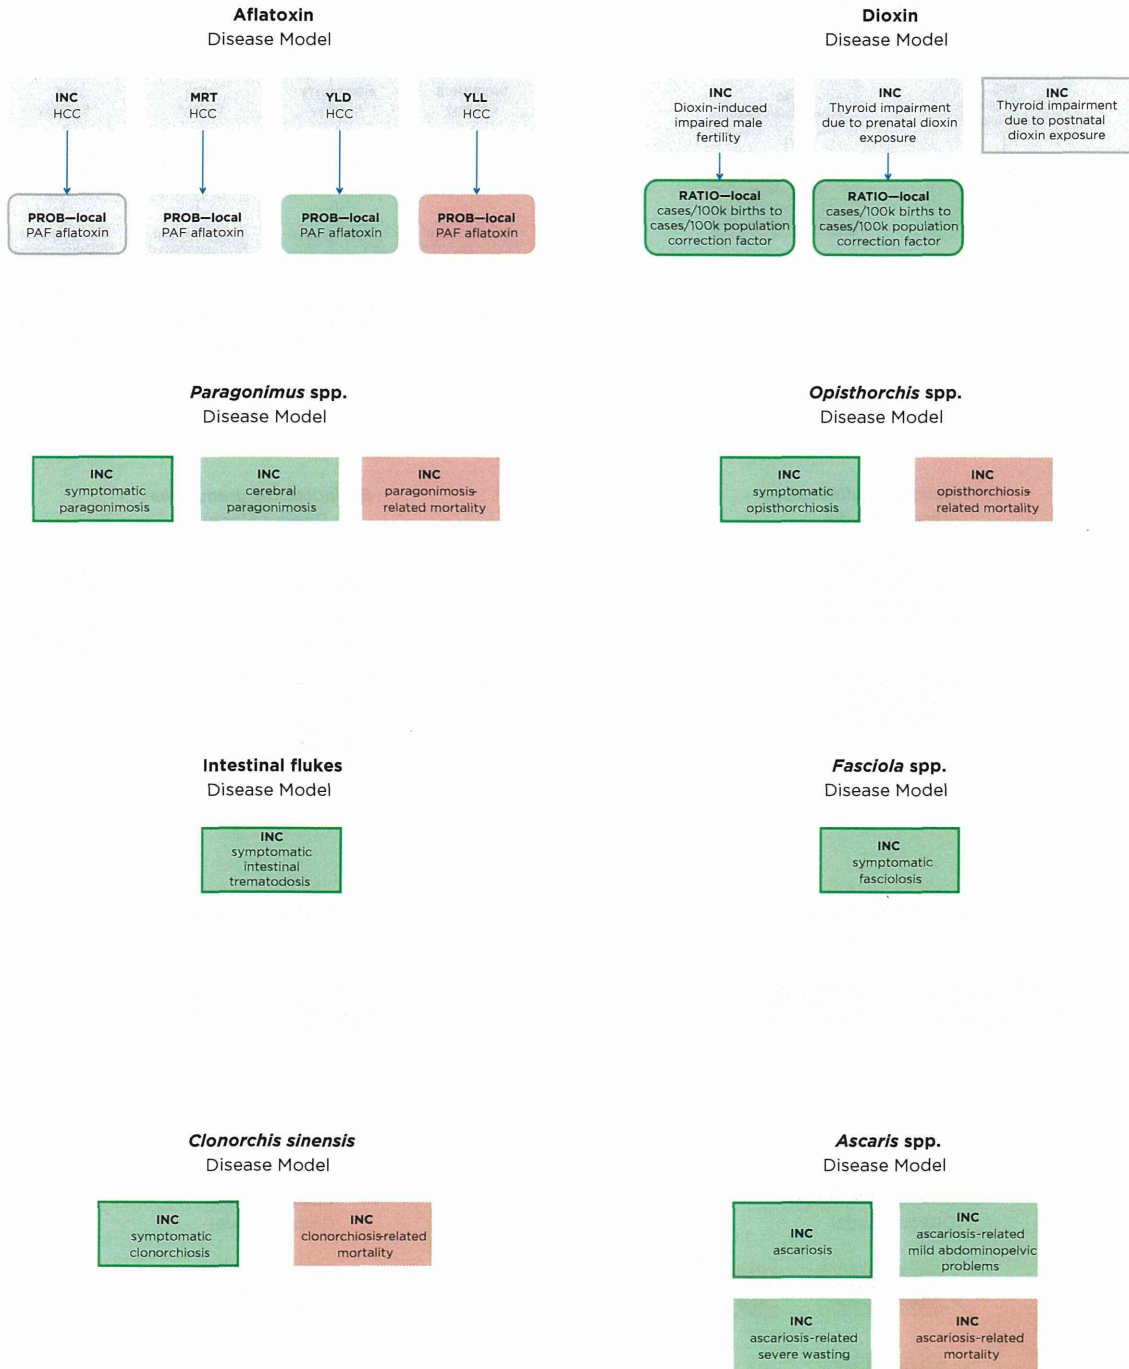 Aflatoxin
Disease Model
INC
HCC
MRT
HCC
YLD
HCC
YLL
HCC
PROB—local
PAF aflatoxin
PROB—local
PAF aflatoxin
PROB—local
PAF aflatoxin
PROB—local
PAF aflatoxin
Dioxin
Disease Model
INC
Dioxin-induced
impaired male
fertility
INC
Thyroid impairment
due to prenatal dioxin
exposure
INC
Thyroid impairment
due to postnatal
dioxin exposure
RATIO—local
cases/100k births to
cases/100k population
correction factor
RATIO—local
cases/100k births to
cases/100k population
correction factor
Paragonimus spp.
Disease Model
INC
symptomatic
paragonimosis
INC
cerebral
paragonimosis
INC
paragonimosis-
related mortality
Opisthorchis spp.
Disease Model
INC
symptomatic
opisthorchiosis
INC
opisthorchiosis-
related mortality
Intestinal flukes
Disease Model
INC
symptomatic
intestinal
trematodosis
Fasciola spp.
Disease Model
INC
symptomatic
fasciolosis
Clonorchis sinensis
Disease Model
INC
symptomatic
clonorchiosis
INC
clonorchiosis-related
mortality
Ascaris spp.
Disease Model
INC
ascariosis
INC
ascariosis-related
mild abdominopelvic
problems
INC
ascariosis-related
severe wasting
INC
ascariosis-related
mortality